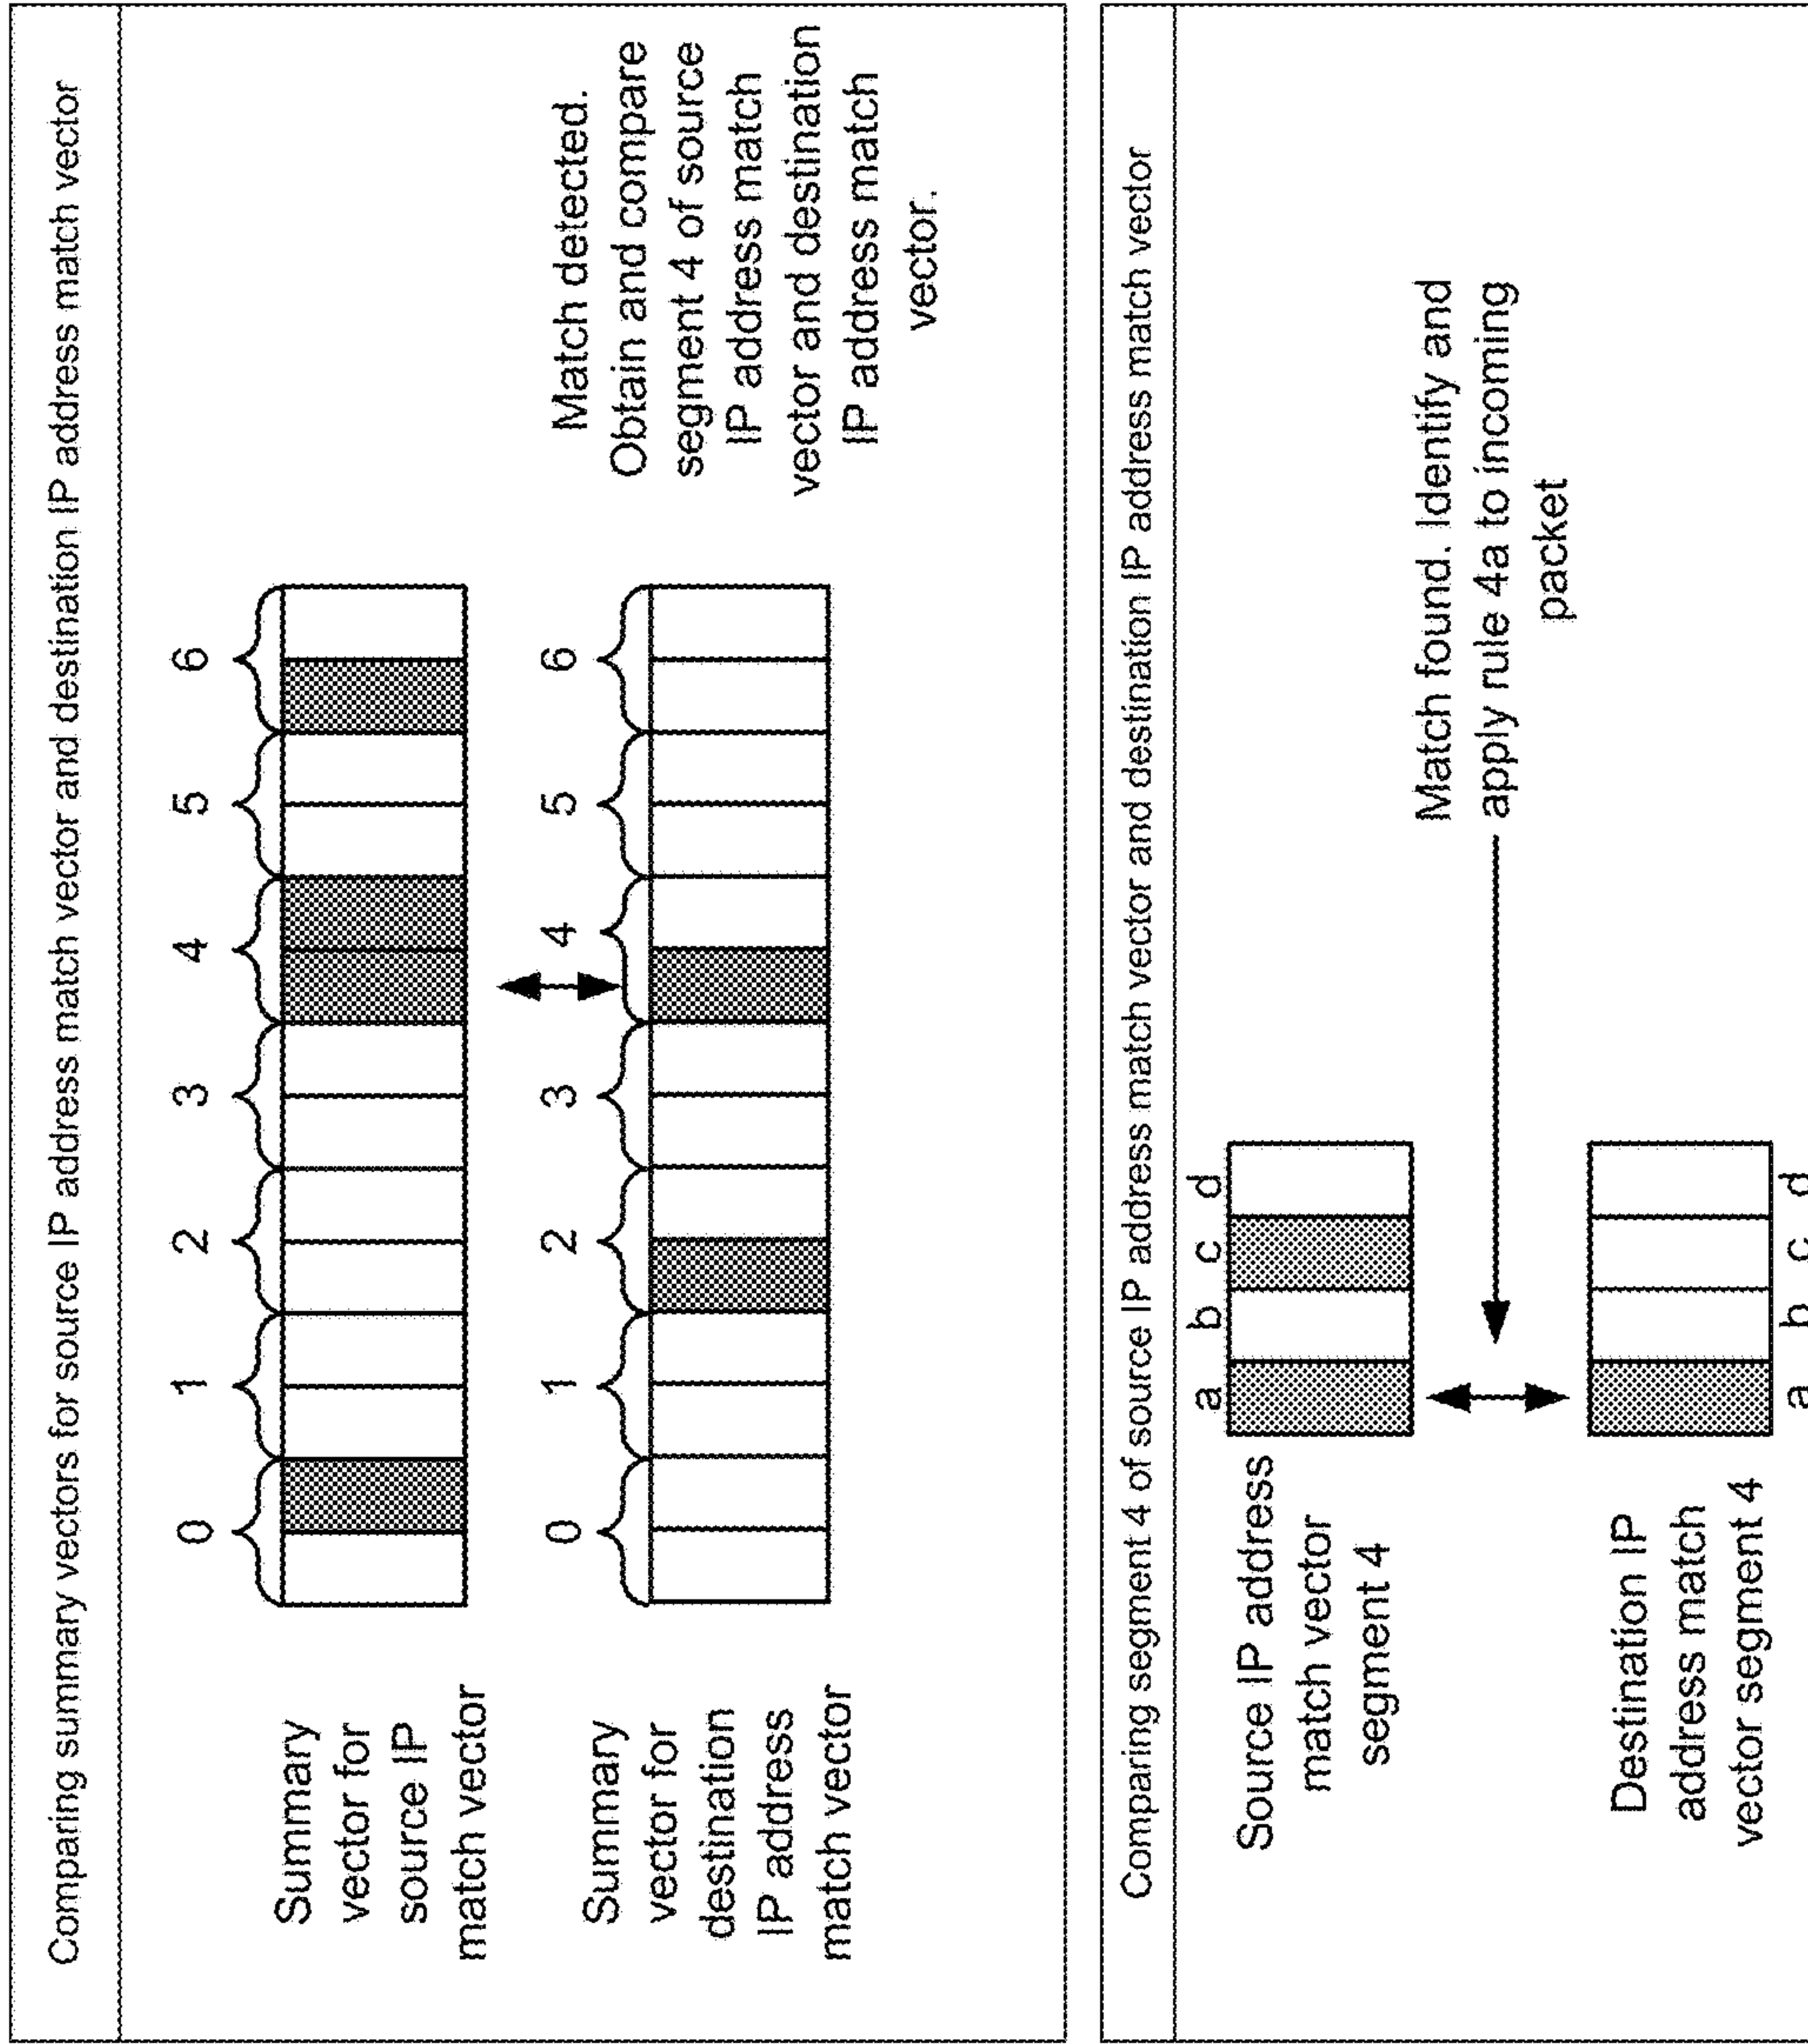 Comparing summary vectors for source IP address match vector and destination IP address match vector
0 1 2 3 4 5 6
Summary
vector for
source IP
match vector
0 1 2 3 4 5 6
Summary
vector for
destination
IP address
match vector
Match detected.
Obtain and compare
segment 4 of source
IP address match
vector and destination
IP address match
vector.
Comparing segment 4 of source IP address match vector and destination IP address match vector
a b c d
Source IP address
match vector
segment 4
Match found. Identify and
apply rule 4a to incoming
packet
Destination IP
address match
vector segment 4
a b c d